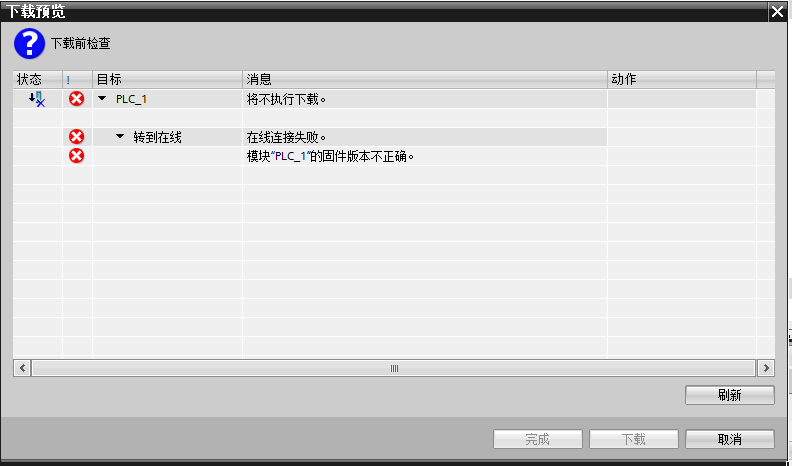 下载预览
下载前检查
状态 ! 目标 消息 动作
PLC_1 将不执行下载。
转到在线 在线连接失败。
模块“PLC_1”的固件版本不正确。
刷新
完成 下载 取消